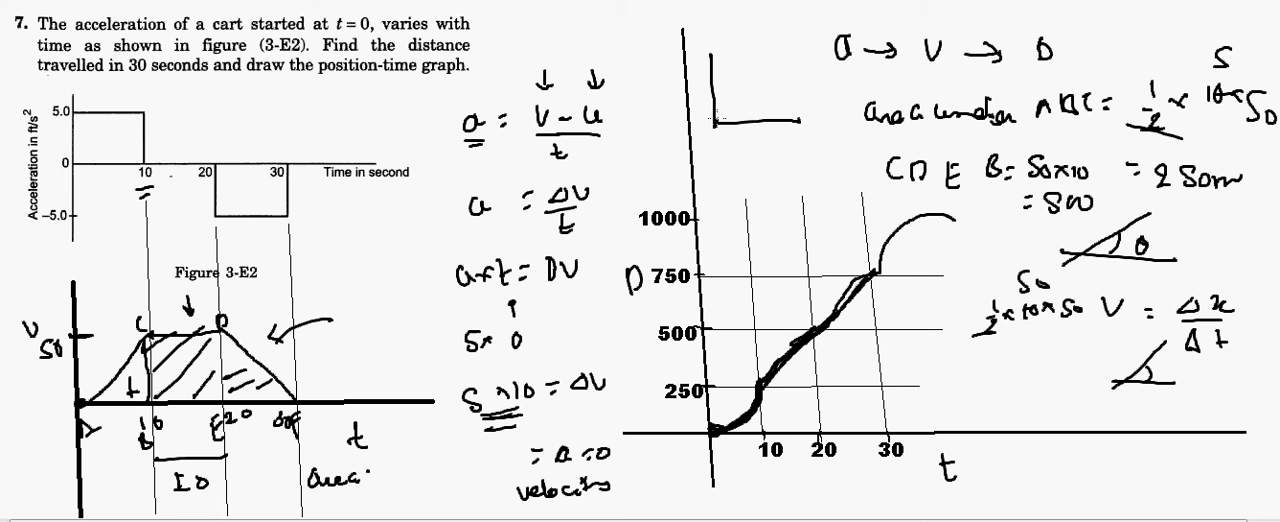 7. The acceleration of a cart started at t = 0, varies with
time as shown in figure (3-E2). Find the distance
travelled in 30 seconds and draw the position-time graph.
Acceleration in ft/s²
5.0
0
–5.0
10
20
30
Time in second
Figure 3-E2
V
50
C
D
10
B
E 20
t
10
Area
a = V - u
t
a = ΔV
t
a × t = ΔV
5 × 0
5 × 10 = ΔV
= a = 0
velocity
a → V → D
area under ABC = 1/2 × 10 × 50
C D E B = 50×10 = 250m
= 500
1000
D 750
500
250
10
20
30
t
θ
50
1/2 × 10 × 50
V = Δx
Δt